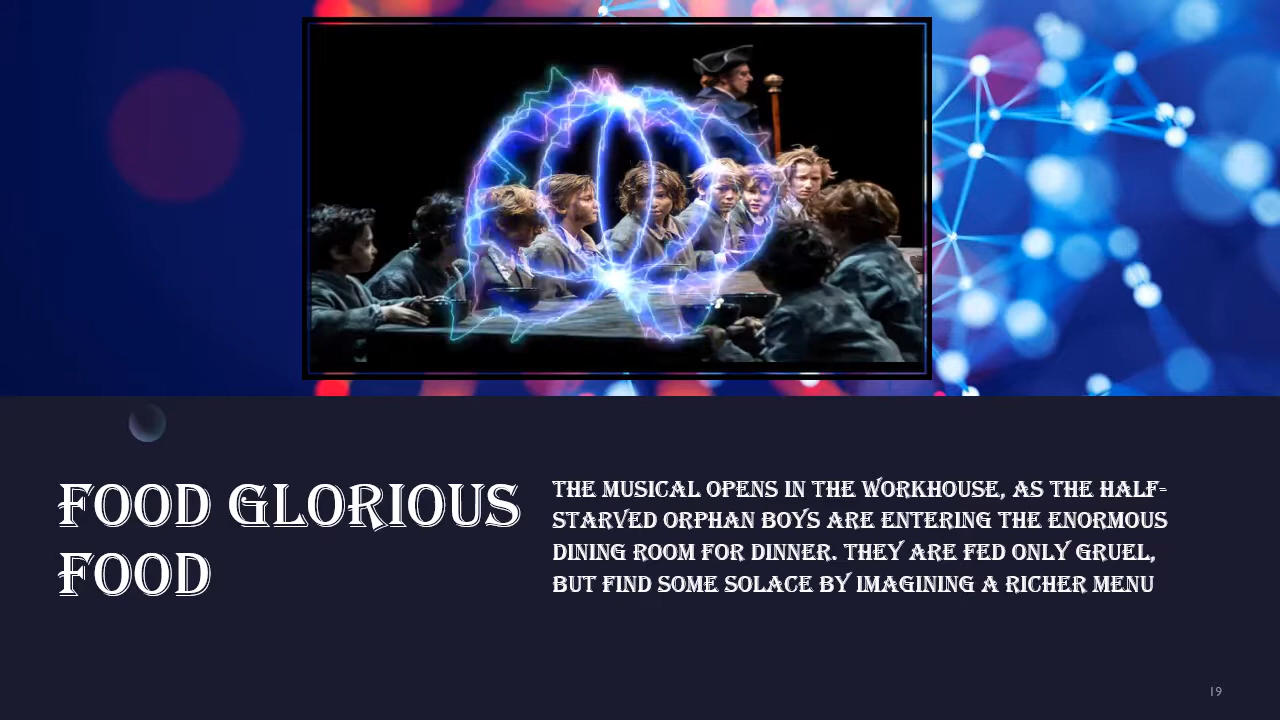 FOOD GLORIOUS
FOOD
THE MUSICAL OPENS IN THE WORKHOUSE, AS THE HALF-
STARVED ORPHAN BOYS ARE ENTERING THE ENORMOUS
DINING ROOM FOR DINNER. THEY ARE FED ONLY GRUEL,
BUT FIND SOME SOLACE BY IMAGINING A RICHER MENU
19